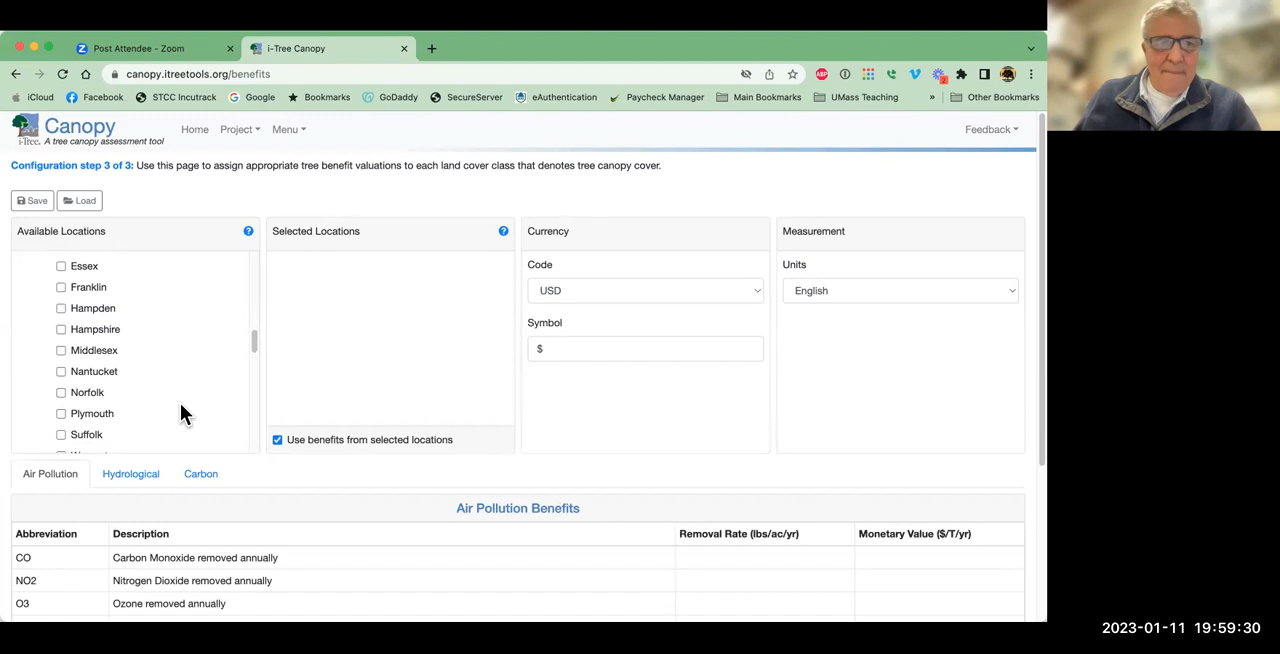 Post Attendee - Zoom
i-Tree Canopy
canopy.itreetools.org/benefits
ABP
2
iCloud Facebook STCC Incutrack Google Bookmarks GoDaddy SecureServer eAuthentication Paycheck Manager Main Bookmarks UMass Teaching » Other Bookmarks
Canopy
i-Tree. A tree canopy assessment tool
Home Project Menu Feedback
Configuration step 3 of 3: Use this page to assign appropriate tree benefit valuations to each land cover class that denotes tree canopy cover.
Save Load
Available Locations ? Selected Locations ? Currency Measurement
Essex Code Units
Franklin USD English
Hampden
Hampshire Symbol
Middlesex $
Nantucket
Norfolk
Plymouth
Suffolk
Use benefits from selected locations
Air Pollution Hydrological Carbon
Air Pollution Benefits
Abbreviation Description Removal Rate (lbs/ac/yr) Monetary Value ($/T/yr)
CO Carbon Monoxide removed annually
NO2 Nitrogen Dioxide removed annually
O3 Ozone removed annually
2023-01-11 19:59:30